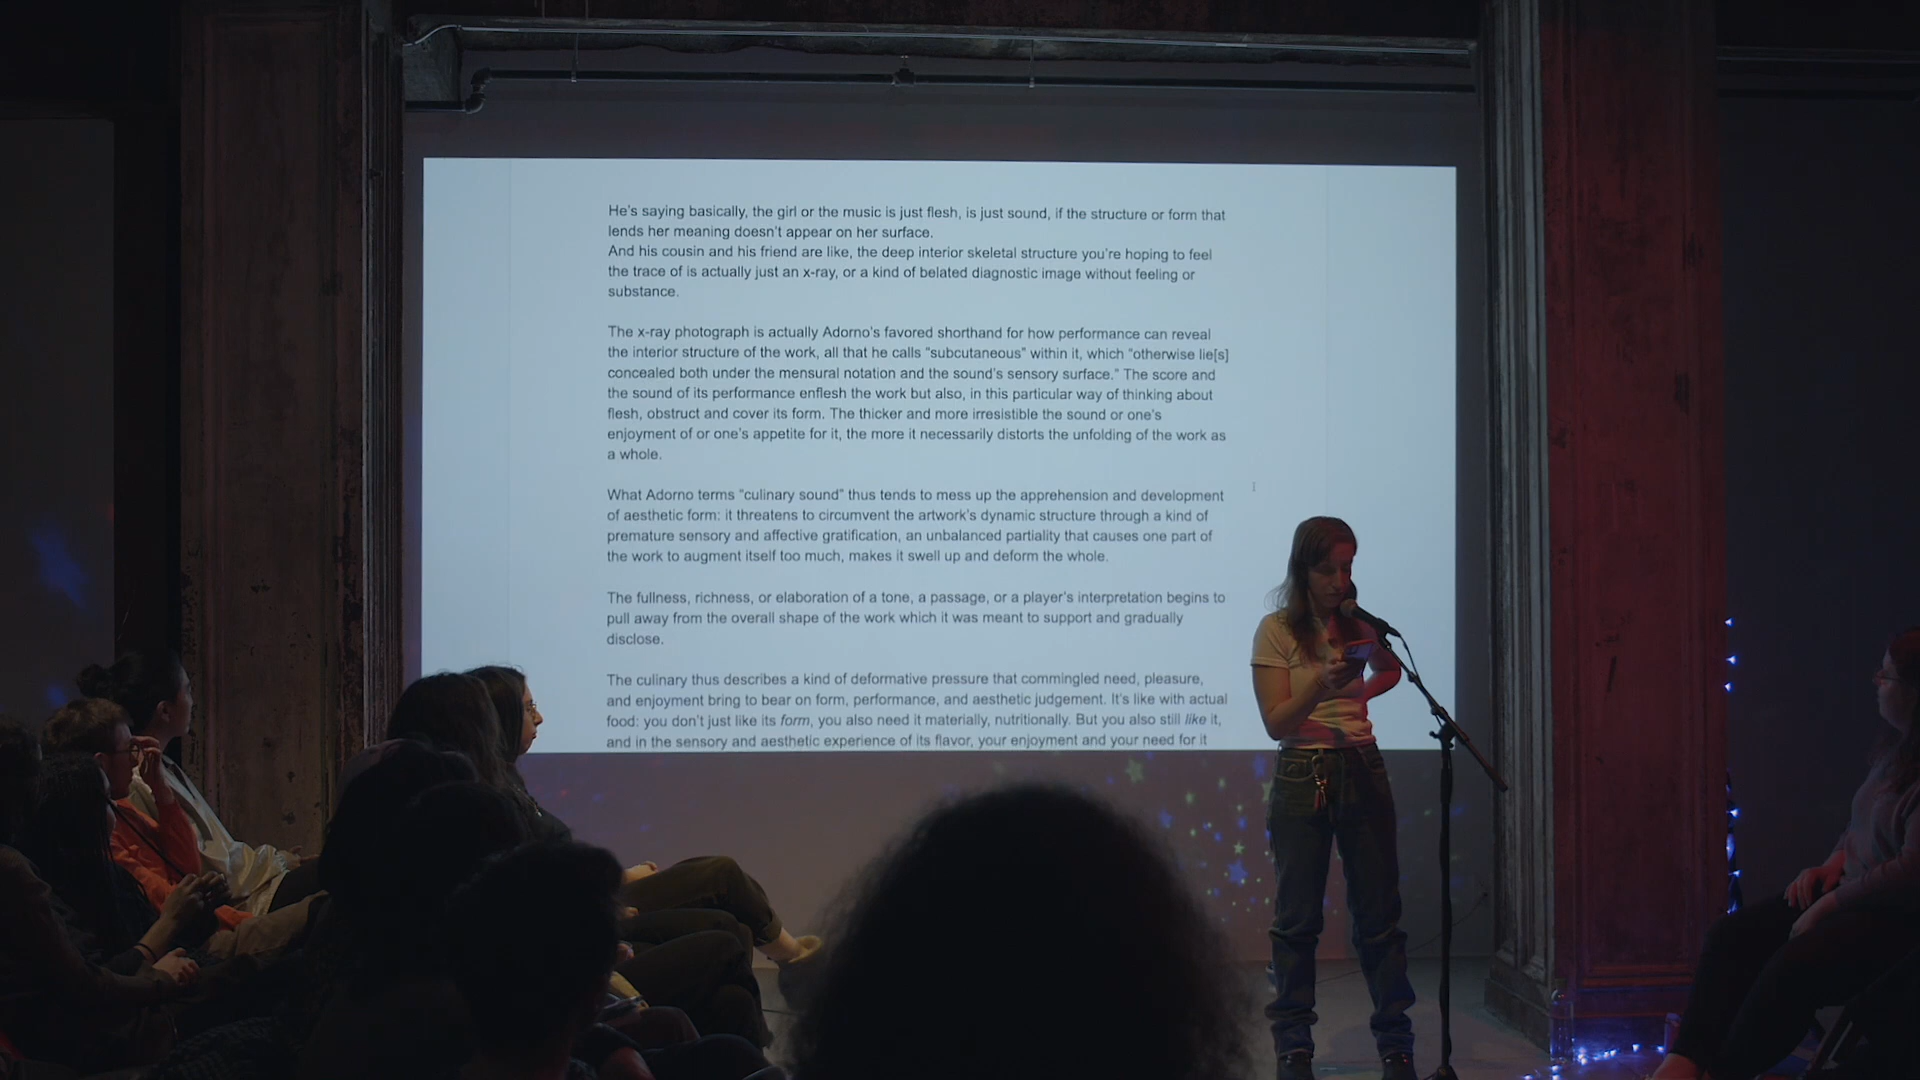 He's saying basically, the girl or the music is just flesh, is just sound, if the structure or form that
lends her meaning doesn't appear on her surface.
And his cousin and his friend are like, the deep interior skeletal structure you're hoping to feel
the trace of is actually just an x-ray, or a kind of belated diagnostic image without feeling or
substance.
The x-ray photograph is actually Adorno's favored shorthand for how performance can reveal
the interior structure of the work, all that he calls "subcutaneous" within it, which "otherwise lie[s]
concealed both under the mensural notation and the sound's sensory surface." The score and
the sound of its performance enflesh the work but also, in this particular way of thinking about
flesh, obstruct and cover its form. The thicker and more irresistible the sound or one's
enjoyment of or one's appetite for it, the more it necessarily distorts the unfolding of the work as
a whole.
What Adorno terms "culinary sound" thus tends to mess up the apprehension and development
of aesthetic form: it threatens to circumvent the artwork's dynamic structure through a kind of
premature sensory and affective gratification, an unbalanced partiality that causes one part of
the work to augment itself too much, makes it swell up and deform the whole.
The fullness, richness, or elaboration of a tone, a passage, or a player's interpretation begins to
pull away from the overall shape of the work which it was meant to support and gradually
disclose.
The culinary thus describes a kind of deformative pressure that commingled need, pleasure,
and enjoyment bring to bear on form, performance, and aesthetic judgement. It's like with actual
food: you don't just like its form, you also need it materially, nutritionally. But you also still like it,
and in the sensory and aesthetic experience of its flavor, your enjoyment and your need for it